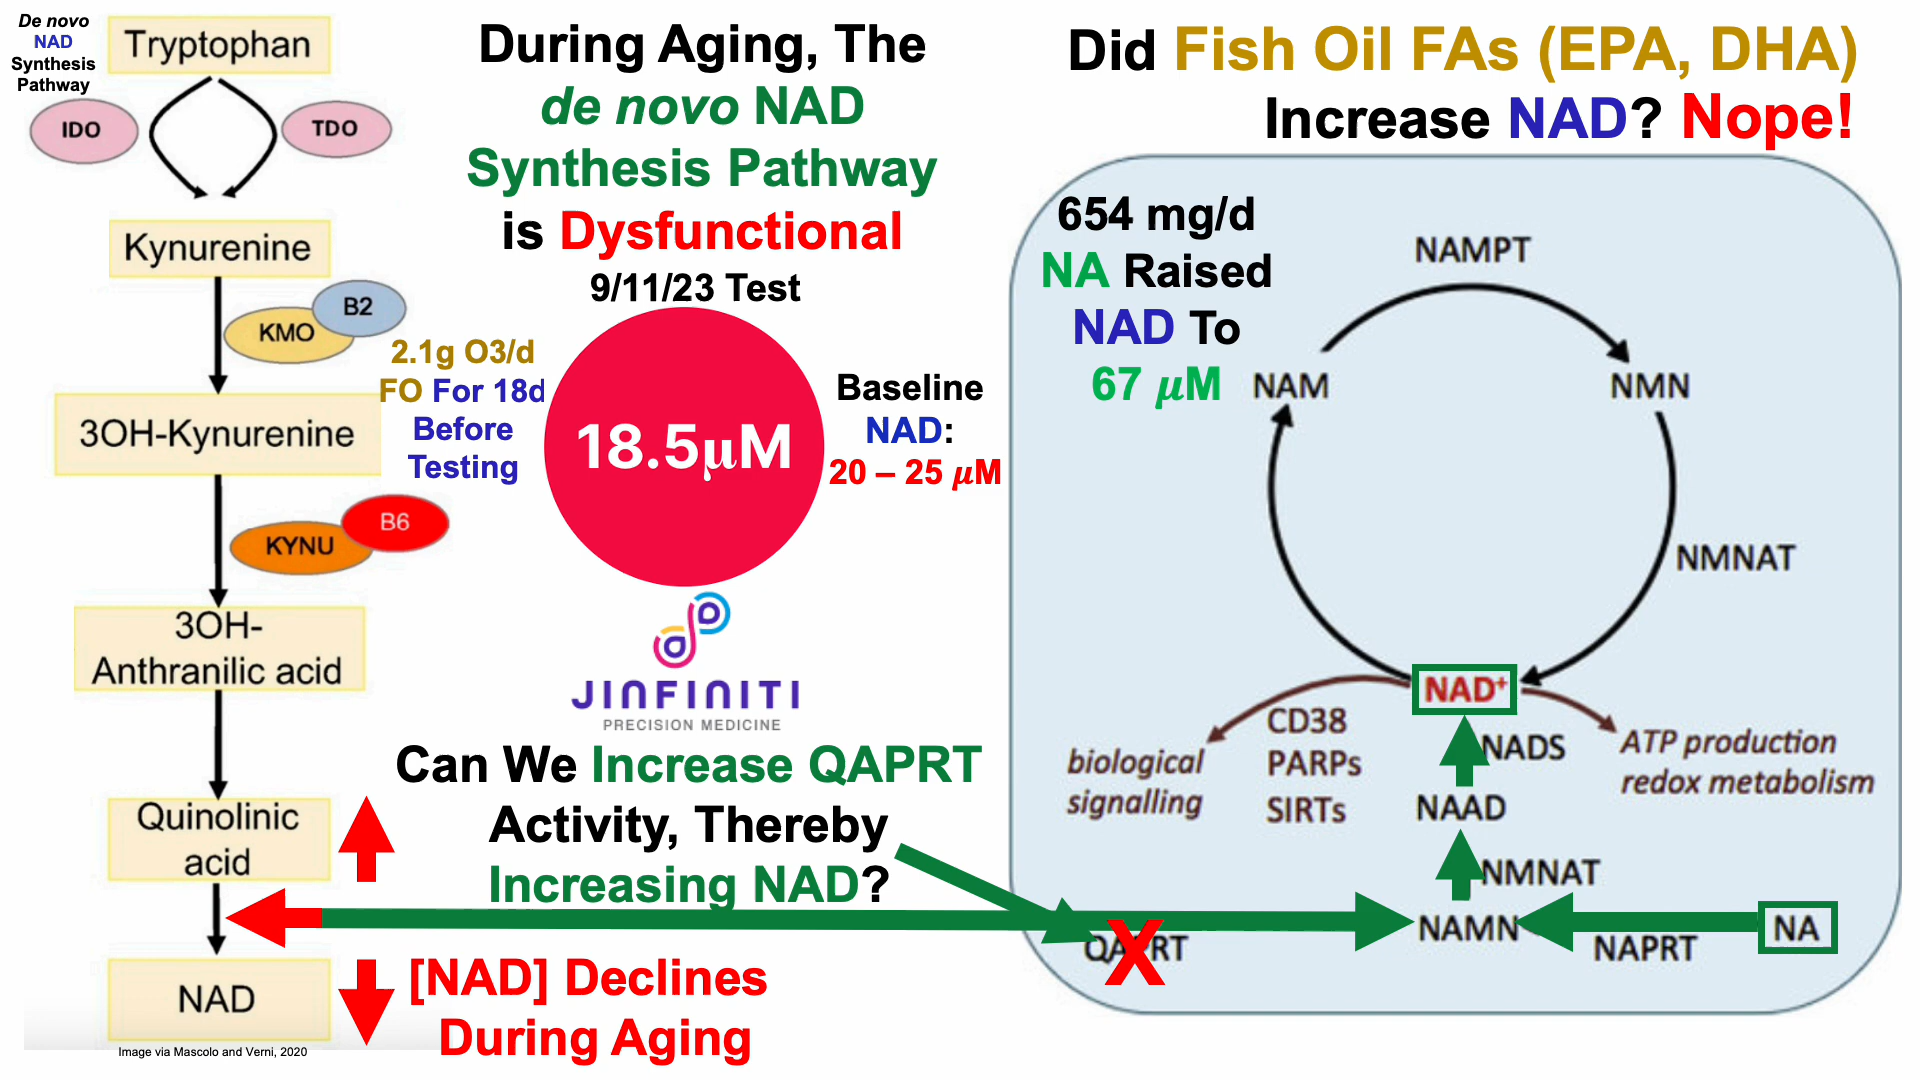 De novo
NAD
Synthesis
Pathway
Tryptophan
IDO
TDO
Kynurenine
KMO
B2
3OH-Kynurenine
KYNU
B6
3OH-
Anthranilic acid
Quinolinic
acid
NAD
Image via Mascolo and Verni, 2020
During Aging, The
de novo NAD
Synthesis Pathway
is Dysfunctional
9/11/23 Test
2.1g O3/d
FO For 18d
Before
Testing
18.5μM
Baseline
NAD:
20 – 25 μM
JINFINITI
PRECISION MEDICINE
Can We Increase QAPRT
Activity, Thereby
Increasing NAD?
[NAD] Declines
During Aging
Did Fish Oil FAs (EPA, DHA)
Increase NAD? Nope!
654 mg/d
NA Raised
NAD To
67 μM
NAMPT
NAM
NMN
NMNAT
NAD+
CD38
PARPs
SIRTs
biological
signalling
NADS
ATP production
redox metabolism
NAAD
NMNAT
QAPRT
X
NAMN
NAPRT
NA